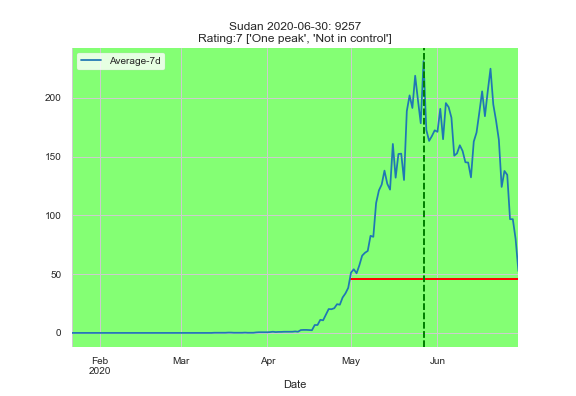 Sudan 2020-06-30: 9257
Rating:7 ['One peak', 'Not in control']
Average-7d
200
150
100
50
0
Feb
2020
Mar
Apr
May
Jun
Date